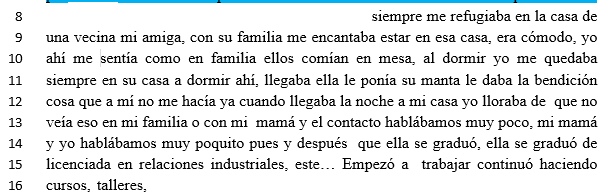 8 siempre me refugiaba en la casa de
9 una vecina mi amiga, con su familia me encantaba estar en esa casa, era cómodo, yo
10 ahí me sentía como en familia ellos comían en mesa, al dormir yo me quedaba
11 siempre en su casa a dormir ahí, llegaba ella le ponía su manta le daba la bendición
12 cosa que a mí no me hacía ya cuando llegaba la noche a mi casa yo lloraba de que no
13 veía eso en mi familia o con mi mamá y el contacto hablábamos muy poco, mi mamá
14 y yo hablábamos muy poquito pues y después que ella se graduó, ella se graduó de
15 licenciada en relaciones industriales, este… Empezó a trabajar continuó haciendo
16 cursos, talleres,